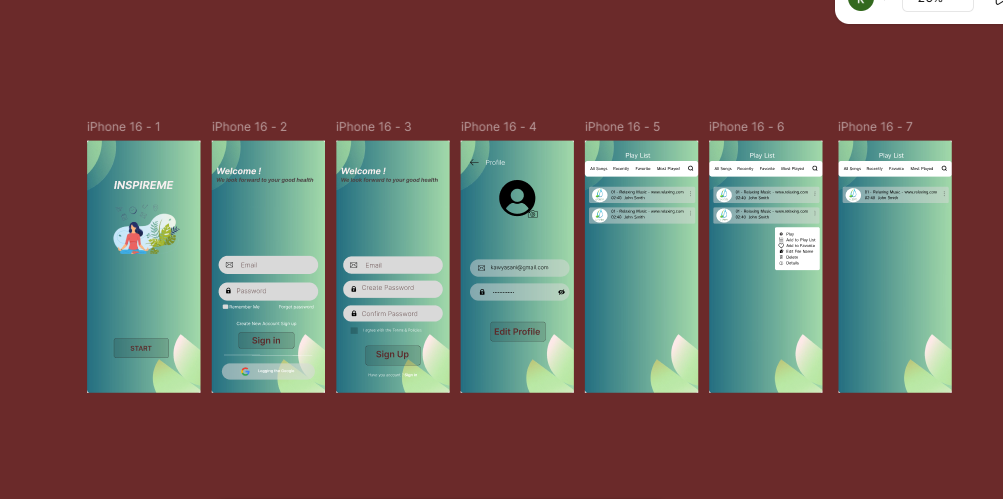 iPhone 16 - 1
INSPIREME
START
iPhone 16 - 2
Welcome !
We look forward to your good health
Email
Password
Remember Me
Forgot password
Create New Account Sign up
Sign in
iPhone 16 - 3
Welcome !
We look forward to your good health
Email
Create Password
Confirm Password
I agree with the Terms & Policies
Sign Up
Have you account ? Sign in
iPhone 16 - 4
Profile
kavyaseni@gmail.com
Edit Profile
iPhone 16 - 5
Play List
All Songs Recently Favorite Most Played
01 - Relaxing Music - www.relaxing.com
02:40 John Smith
01 - Relaxing Music - www.relaxing.com
02:40 John Smith
iPhone 16 - 6
Play List
All Songs Recently Favorite Most Played
01 - Relaxing Music - www.relaxing.com
02:40 John Smith
01 - Relaxing Music - www.relaxing.com
02:40 John Smith
Play
Add to Play List
Add to Favorite
Edit File Name
Delete
Details
iPhone 16 - 7
Play List
All Songs Recently Favorite Most Played
01 - Relaxing Music - www.relaxing.com
02:40 John Smith